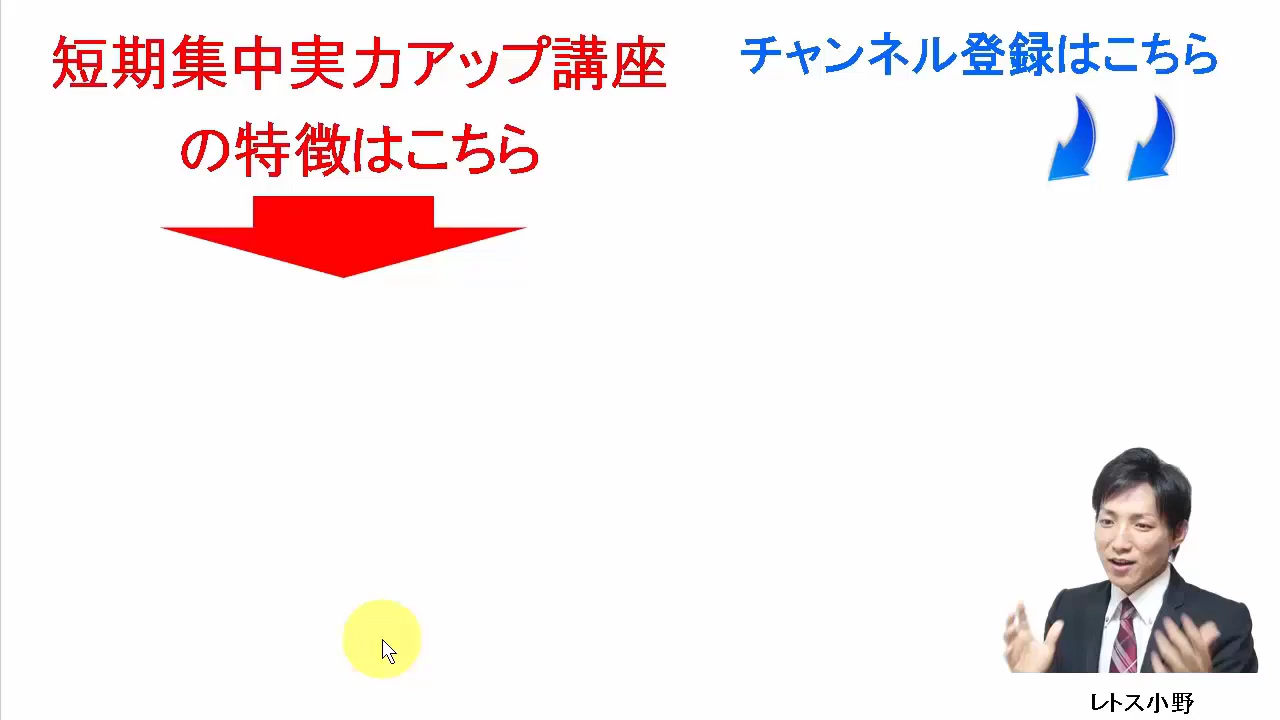 短期集中実力アップ講座
の特徴はこちら
チャンネル登録はこちら
レトス小野